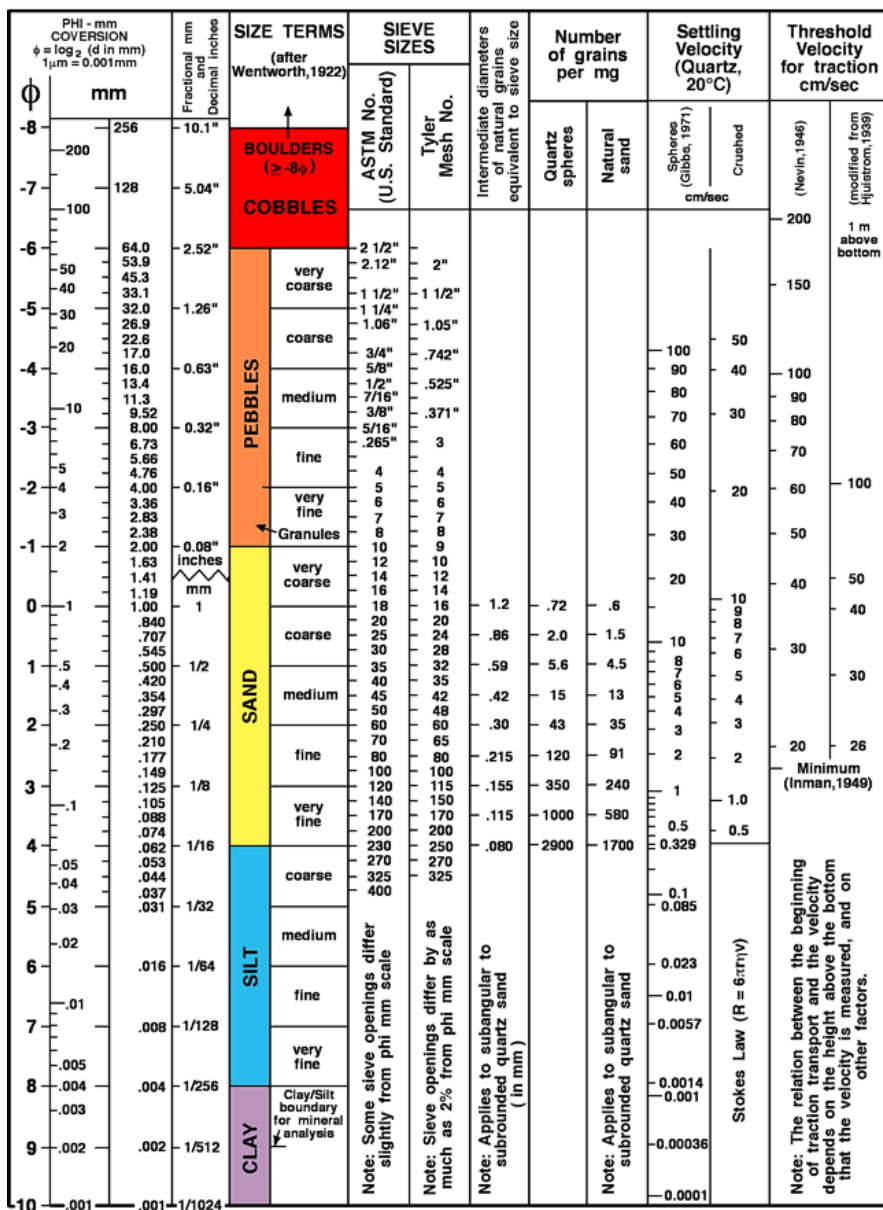 PHI - mm
COVERSION
ϕ = log₂ (d in mm)
1μm = 0.001mm
ϕ
mm
Fractional mm
and
Decimal inches
SIZE TERMS
(after
Wentworth,1922)
SIEVE
SIZES
ASTM No.
(U.S. Standard)
Tyler
Mesh No.
Intermediate diameters
of natural grains
equivalent to sieve size
Number
of grains
per mg
Quartz
spheres
Natural
sand
Settling
Velocity
(Quartz,
20°C)
Spheres
(Gibbs, 1971)
Crushed
cm/sec
Threshold
Velocity
for traction
cm/sec
(Nevin,1946)
(modified from
Hjulstrom,1939)
1 m
above
bottom
-8
-7
-6
-5
-4
-3
-2
-1
0
1
2
3
4
5
6
7
8
9
10
200
100
50
40
30
20
10
5
4
3
2
1
.5
.4
.3
.2
.1
.05
.04
.03
.02
.01
.005
.004
.003
.002
.001
256
128
64.0
53.9
45.3
33.1
32.0
26.9
22.6
17.0
16.0
13.4
11.3
9.52
8.00
6.73
5.66
4.76
4.00
3.36
2.83
2.38
2.00
1.63
1.41
1.19
1.00
.840
.707
.545
.500
.420
.354
.297
.250
.210
.177
.149
.125
.105
.088
.074
.062
.053
.044
.037
.031
.016
.008
.004
.002
.001
10.1"
5.04"
2.52"
1.26"
0.63"
0.32"
0.16"
0.08"
inches
mm
1
1/2
1/4
1/8
1/16
1/32
1/64
1/128
1/256
1/512
1/1024
BOULDERS
(≥ -8ϕ)
COBBLES
PEBBLES
SAND
SILT
CLAY
very
coarse
coarse
medium
fine
very
fine
Granules
very
coarse
coarse
medium
fine
very
fine
coarse
medium
fine
very
fine
Clay/Silt
boundary
for mineral
analysis
2 1/2"
2.12"
1 1/2"
1 1/4"
1.06"
3/4"
5/8"
1/2"
7/16"
3/8"
5/16"
.265"
4
5
6
7
8
10
12
14
16
18
20
25
30
35
40
45
50
60
70
80
100
120
140
170
200
230
270
325
400
2"
1 1/2"
1.05"
.742"
.525"
.371"
3
4
5
6
7
8
9
10
12
14
16
20
24
28
32
35
42
48
60
65
80
100
115
150
170
200
250
270
325
1.2
.86
.59
.42
.30
.215
.155
.115
.080
.72
2.0
5.6
15
43
120
350
1000
2900
.6
1.5
4.5
13
35
91
240
580
1700
100
90
80
70
60
50
40
30
20
10
8
7
6
5
4
3
2
1
0.5
0.329
0.1
0.085
0.023
0.01
0.0057
0.0014
0.001
0.00036
0.0001
50
40
30
20
10
9
8
7
6
5
4
3
2
1.0
0.5
Stokes Law (R = 6πrηv)
200
150
100
90
80
70
60
50
40
30
20
100
50
40
30
26
Minimum
(Inman,1949)
Note: Some sieve openings differ
slightly from phi mm scale
Note: Sieve openings differ by as
much as 2% from phi mm scale
Note: Applies to subangular to
subrounded quartz sand
( in mm )
Note: Applies to subangular to
subrounded quartz sand
Note: The relation between the beginning
of traction transport and the velocity
depends on the height above the bottom
that the velocity is measured, and on
other factors.